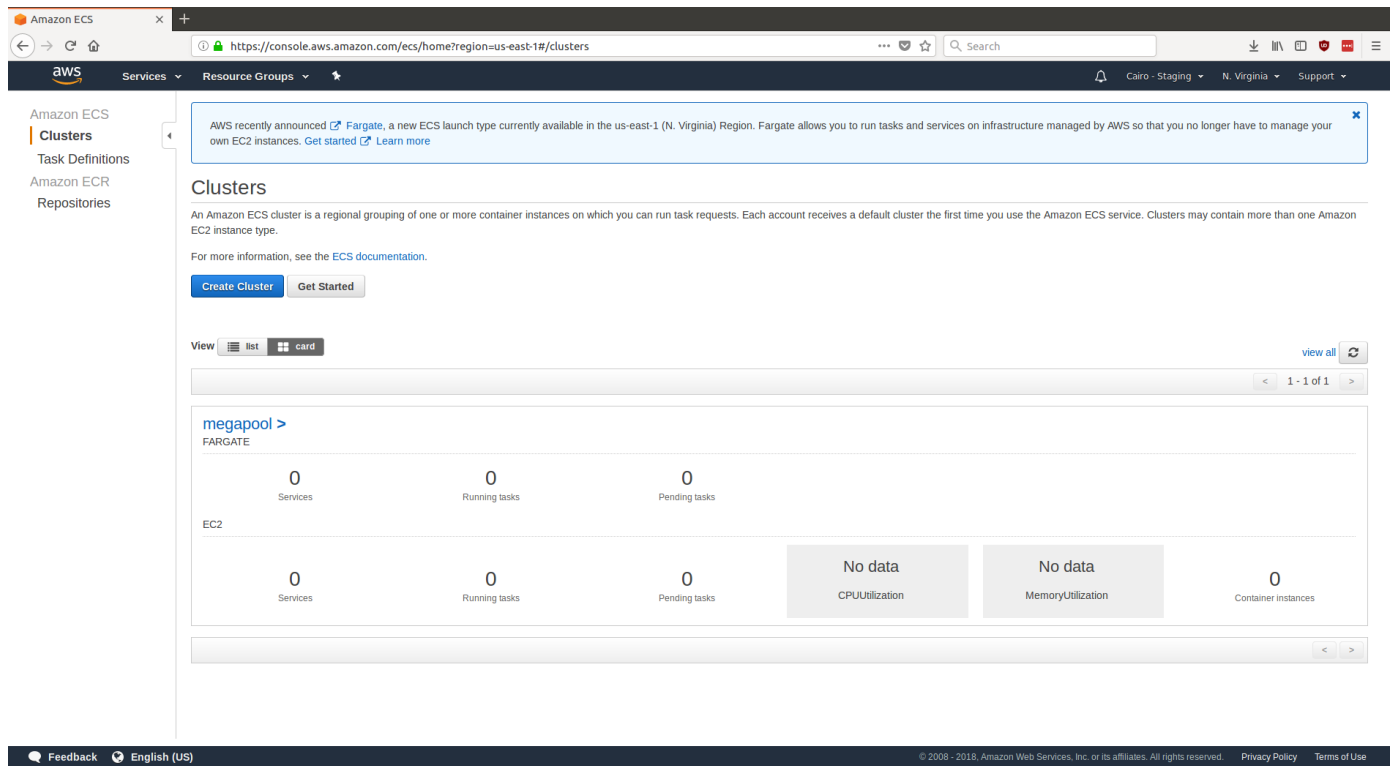 Amazon ECS
https://console.aws.amazon.com/ecs/home?region=us-east-1#/clusters
Search
aws
Services
Resource Groups
Cairo - Staging
N. Virginia
Support
Amazon ECS
Clusters
Task Definitions
Amazon ECR
Repositories
AWS recently announced Fargate, a new ECS launch type currently available in the us-east-1 (N. Virginia) Region. Fargate allows you to run tasks and services on infrastructure managed by AWS so that you no longer have to manage your
own EC2 instances. Get started Learn more
Clusters
An Amazon ECS cluster is a regional grouping of one or more container instances on which you can run task requests. Each account receives a default cluster the first time you use the Amazon ECS service. Clusters may contain more than one Amazon
EC2 instance type.
For more information, see the ECS documentation.
Create Cluster
Get Started
View
list
card
view all
< 1 - 1 of 1 >
megapool >
FARGATE
0
Services
0
Running tasks
0
Pending tasks
EC2
0
Services
0
Running tasks
0
Pending tasks
No data
CPUUtilization
No data
MemoryUtilization
0
Container instances
< >
Feedback
English (US)
© 2008 - 2018, Amazon Web Services, Inc. or its affiliates. All rights reserved.
Privacy Policy
Terms of Use